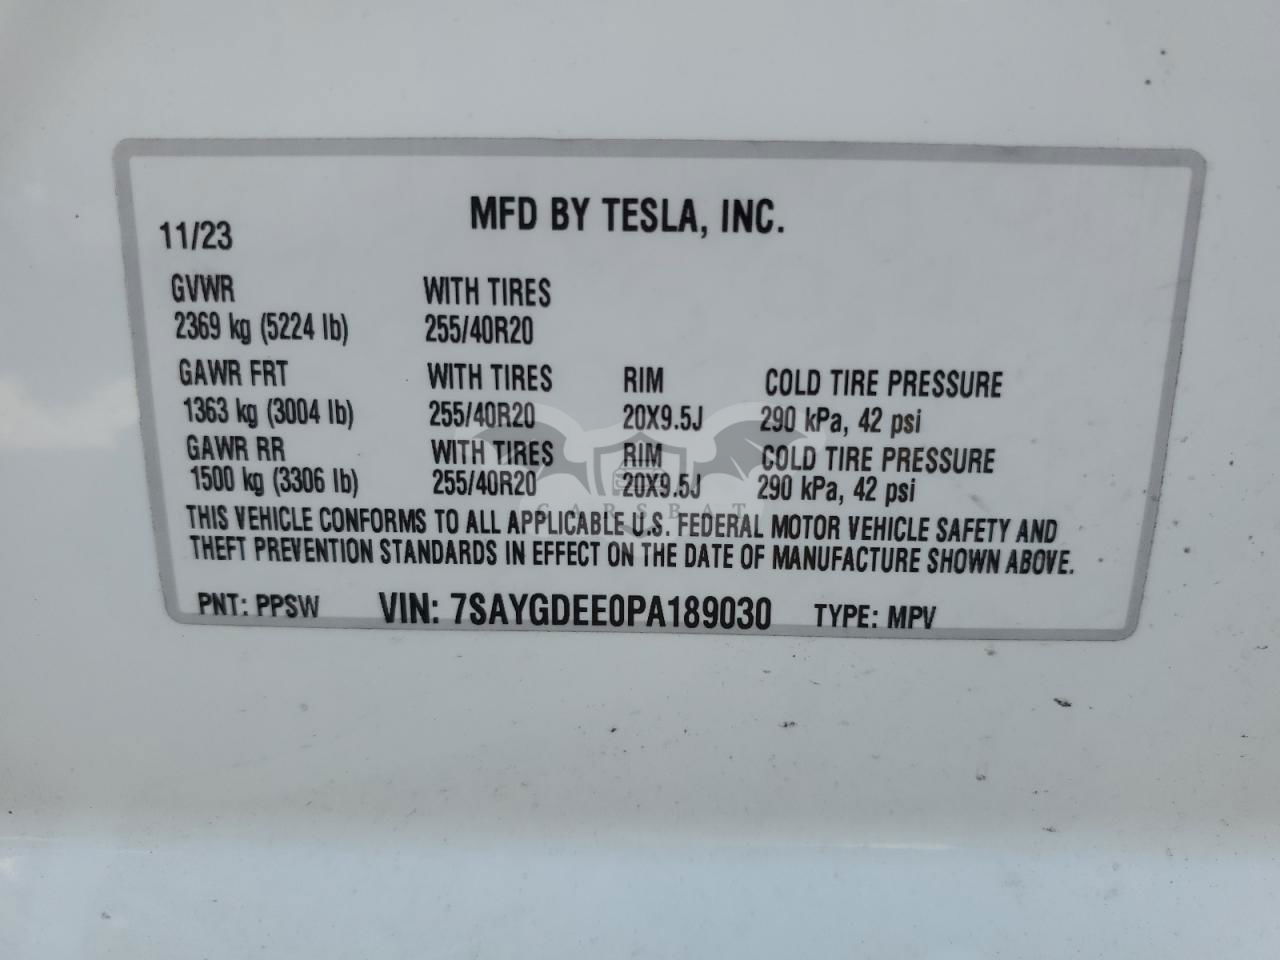 MFD BY TESLA, INC.
11/23
GVWR WITH TIRES
2369 kg (5224 lb) 255/40R20
GAWR FRT WITH TIRES RIM COLD TIRE PRESSURE
1363 kg (3004 lb) 255/40R20 20X9.5J 290 kPa, 42 psi
GAWR RR WITH TIRES RIM COLD TIRE PRESSURE
1500 kg (3306 lb) 255/40R20 20X9.5J 290 kPa, 42 psi
CARSBAT
THIS VEHICLE CONFORMS TO ALL APPLICABLE U.S. FEDERAL MOTOR VEHICLE SAFETY AND
THEFT PREVENTION STANDARDS IN EFFECT ON THE DATE OF MANUFACTURE SHOWN ABOVE.
PNT: PPSW VIN: 7SAYGDEE0PA189030 TYPE: MPV